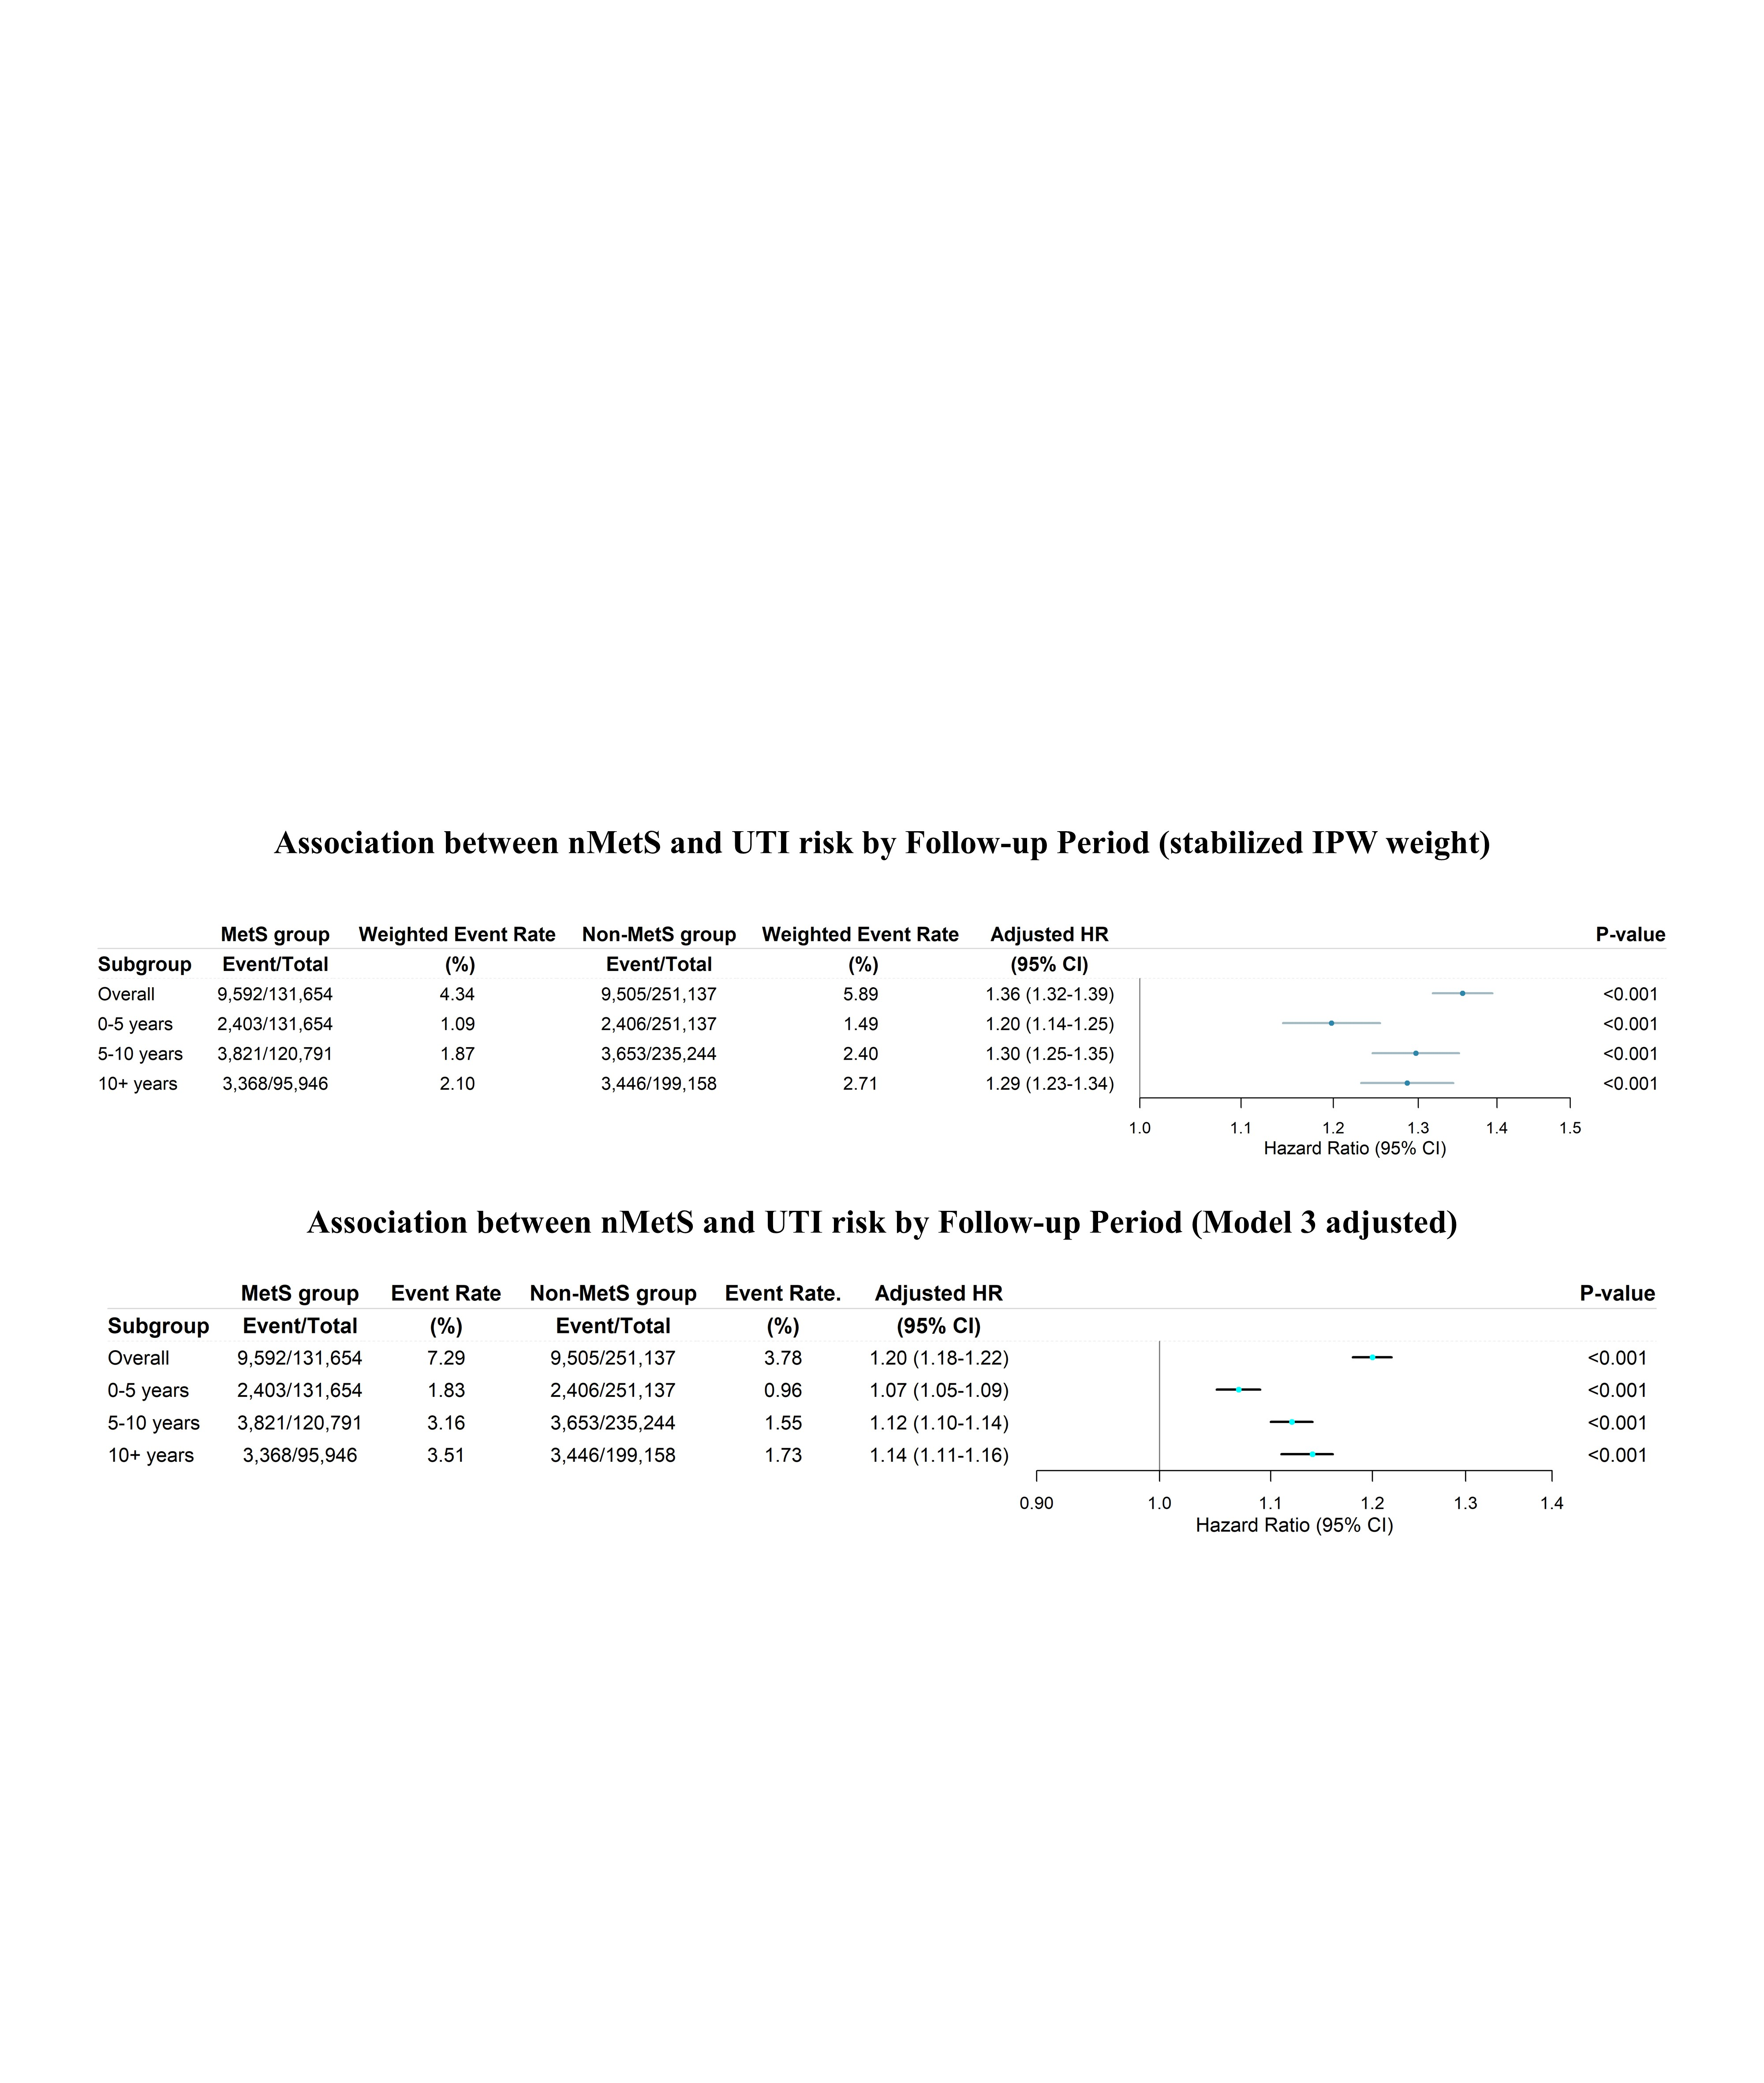 Association between nMetS and UTI risk by Follow-up Period (stabilized IPW weight)
MetS group Weighted Event Rate Non-MetS group Weighted Event Rate Adjusted HR P-value
Subgroup Event/Total (%) Event/Total (%) (95% CI)
Overall 9,592/131,654 4.34 9,505/251,137 5.89 1.36 (1.32-1.39) <0.001
0-5 years 2,403/131,654 1.09 2,406/251,137 1.49 1.20 (1.14-1.25) <0.001
5-10 years 3,821/120,791 1.87 3,653/235,244 2.40 1.30 (1.25-1.35) <0.001
10+ years 3,368/95,946 2.10 3,446/199,158 2.71 1.29 (1.23-1.34) <0.001
1.0 1.1 1.2 1.3 1.4 1.5
Hazard Ratio (95% CI)
Association between nMetS and UTI risk by Follow-up Period (Model 3 adjusted)
MetS group Event Rate Non-MetS group Event Rate. Adjusted HR P-value
Subgroup Event/Total (%) Event/Total (%) (95% CI)
Overall 9,592/131,654 7.29 9,505/251,137 3.78 1.20 (1.18-1.22) <0.001
0-5 years 2,403/131,654 1.83 2,406/251,137 0.96 1.07 (1.05-1.09) <0.001
5-10 years 3,821/120,791 3.16 3,653/235,244 1.55 1.12 (1.10-1.14) <0.001
10+ years 3,368/95,946 3.51 3,446/199,158 1.73 1.14 (1.11-1.16) <0.001
0.90 1.0 1.1 1.2 1.3 1.4
Hazard Ratio (95% CI)